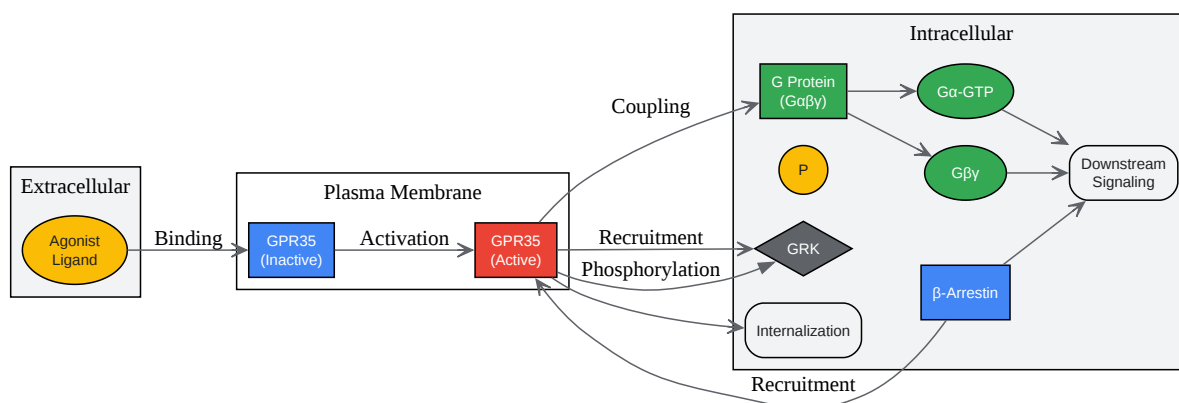 Extracellular
Agonist
Ligand
Binding
Plasma Membrane
GPR35
(Inactive)
Activation
GPR35
(Active)
Coupling
Recruitment
Phosphorylation
Recruitment
Intracellular
G Protein
(Gαβγ)
Gα-GTP
P
Gβγ
Downstream
Signaling
GRK
β-Arrestin
Internalization